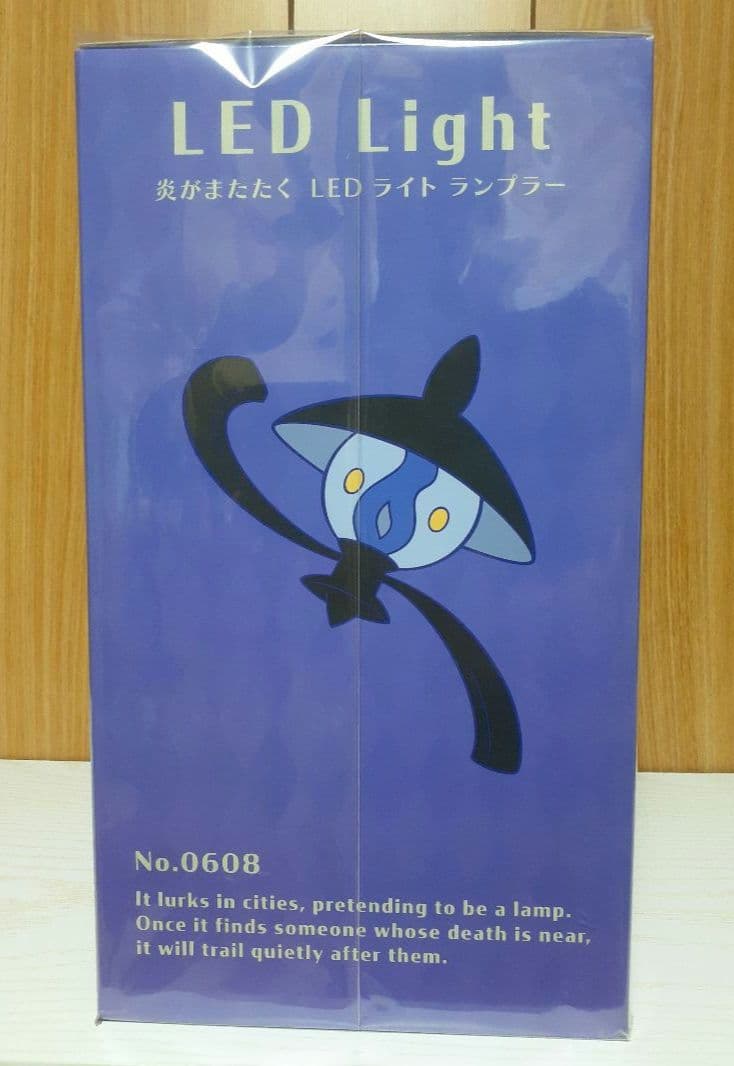 LED Light
炎がまたたく LED ライト ランプラー
No.0608
It lurks in cities, pretending to be a lamp.
Once it finds someone whose death is near,
it will trail quietly after them.